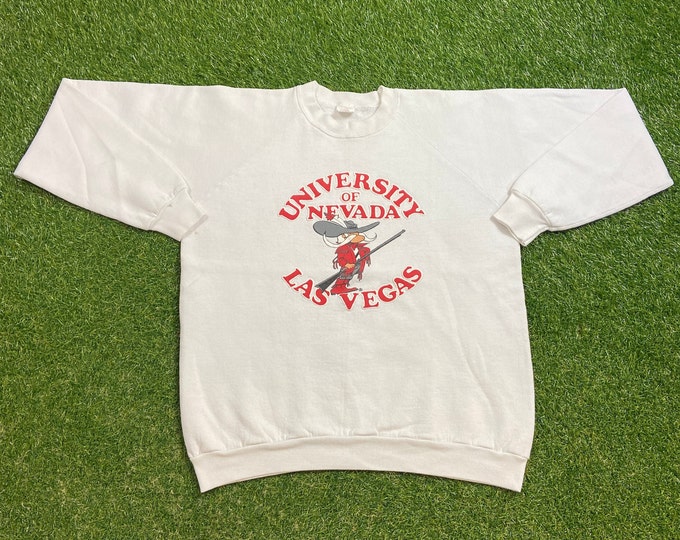 UNIVERSITY
OF
NEVADA
LAS VEGAS